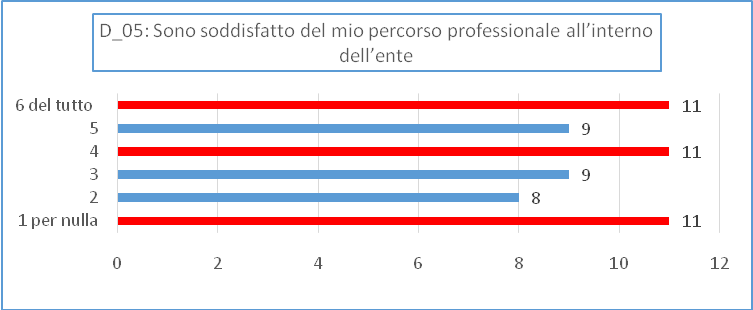 D_05: Sono soddisfatto del mio percorso professionale all'interno
dell'ente
6 del tutto 11
5 9
4 11
3 9
2 8
1 per nulla 11
0 2 4 6 8 10 12